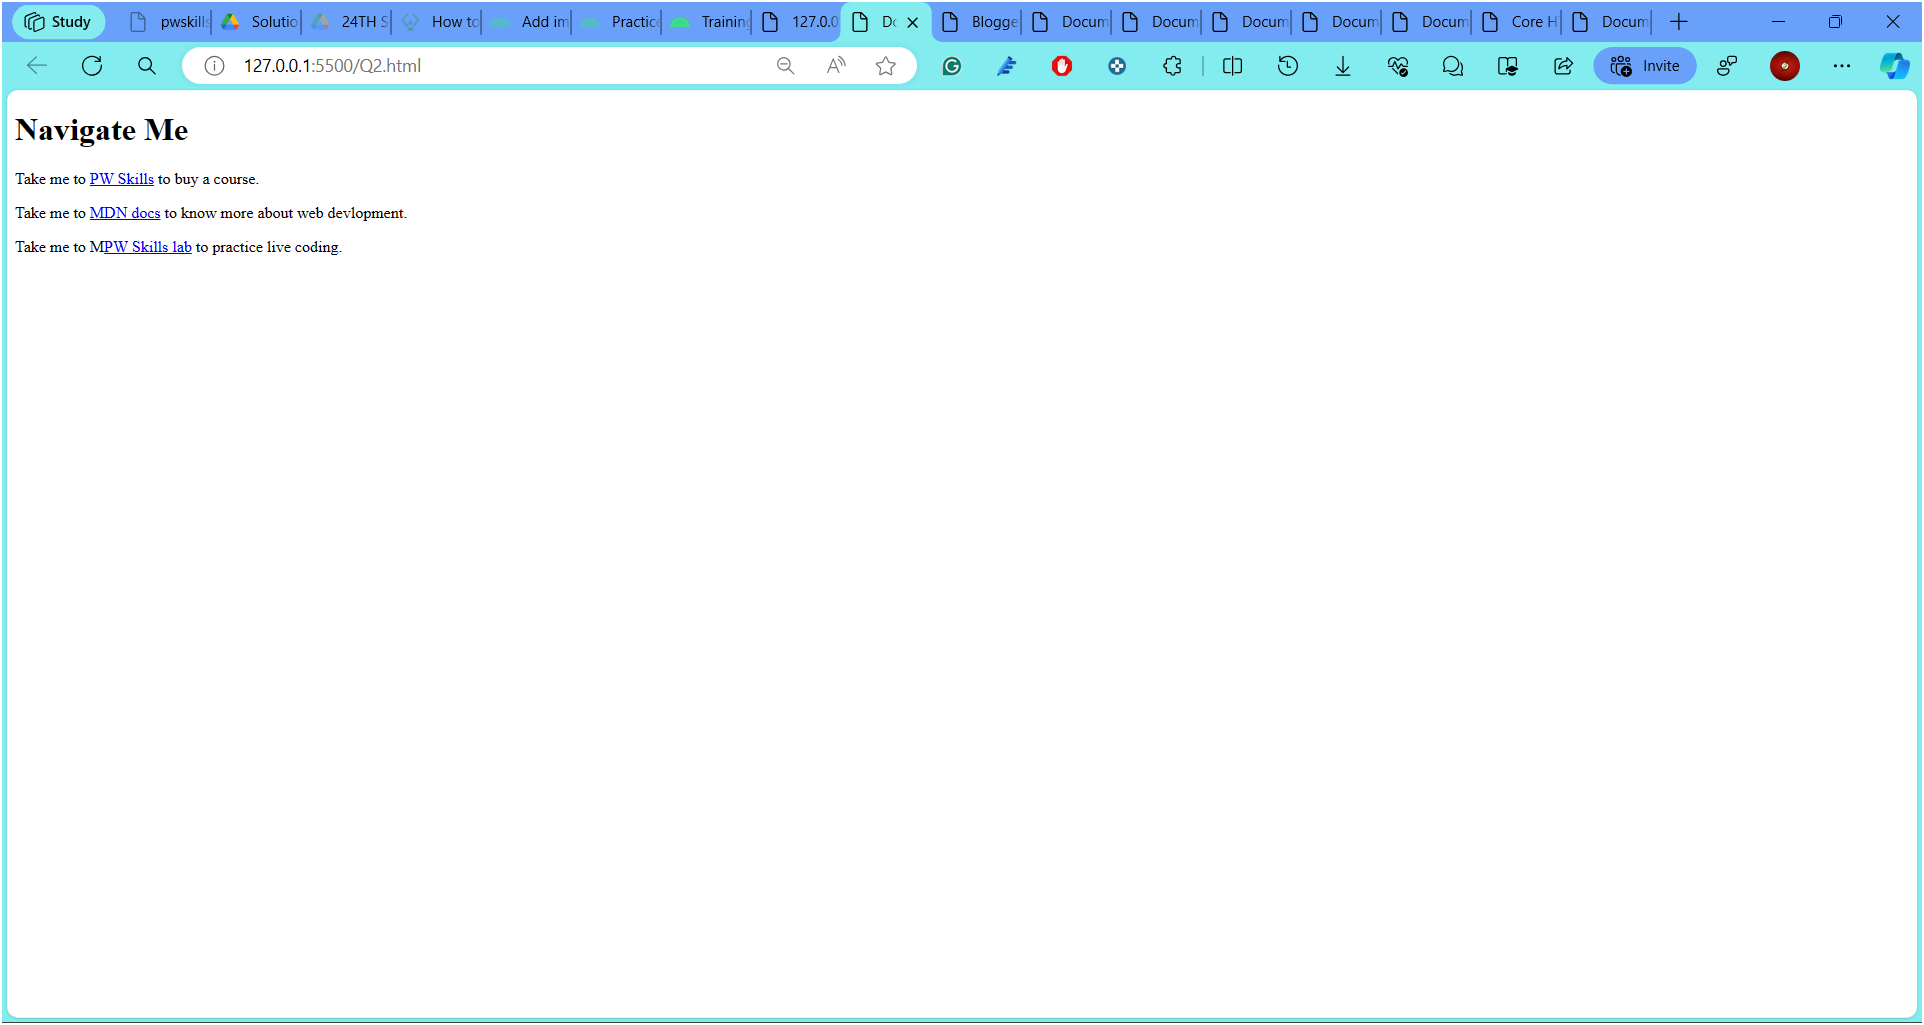 Study pwskills Solutio 24TH S How to Add im Practice Training 127.0.0 Do Blogge Docum Docum Docum Docum Docum Core H Docum
127.0.0.1:5500/Q2.html Invite
Navigate Me
Take me to PW Skills to buy a course.
Take me to MDN docs to know more about web devlopment.
Take me to MPW Skills lab to practice live coding.